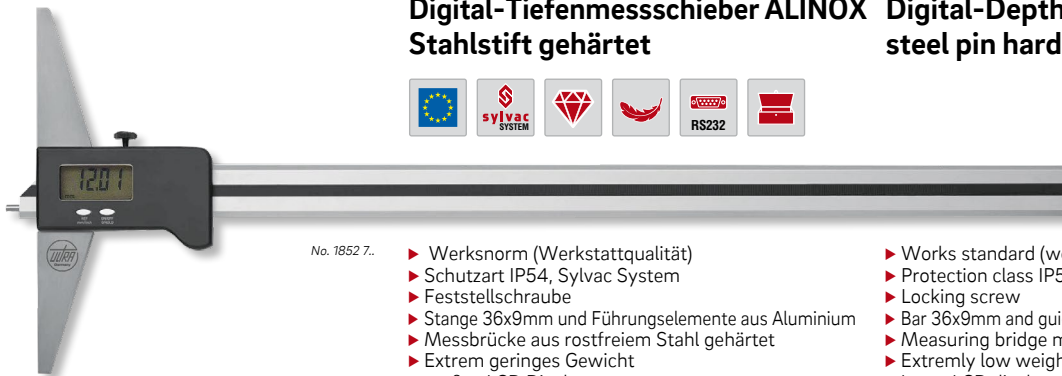 Digital-Tiefenmessschieber ALINOX
Stahlstift gehärtet
Digital-Depth
steel pin hard
sylvac
SYSTEM
RS232
12.01
ULTRA
No. 1852 7..
▶ Werksnorm (Werkstattqualität)
▶ Schutzart IP54, Sylvac System
▶ Feststellschraube
▶ Stange 36x9mm und Führungselemente aus Aluminium
▶ Messbrücke aus rostfreiem Stahl gehärtet
▶ Extrem geringes Gewicht
▶ Works standard (w
▶ Protection class IP5
▶ Locking screw
▶ Bar 36x9mm and gui
▶ Measuring bridge m
▶ Extremly low weigh